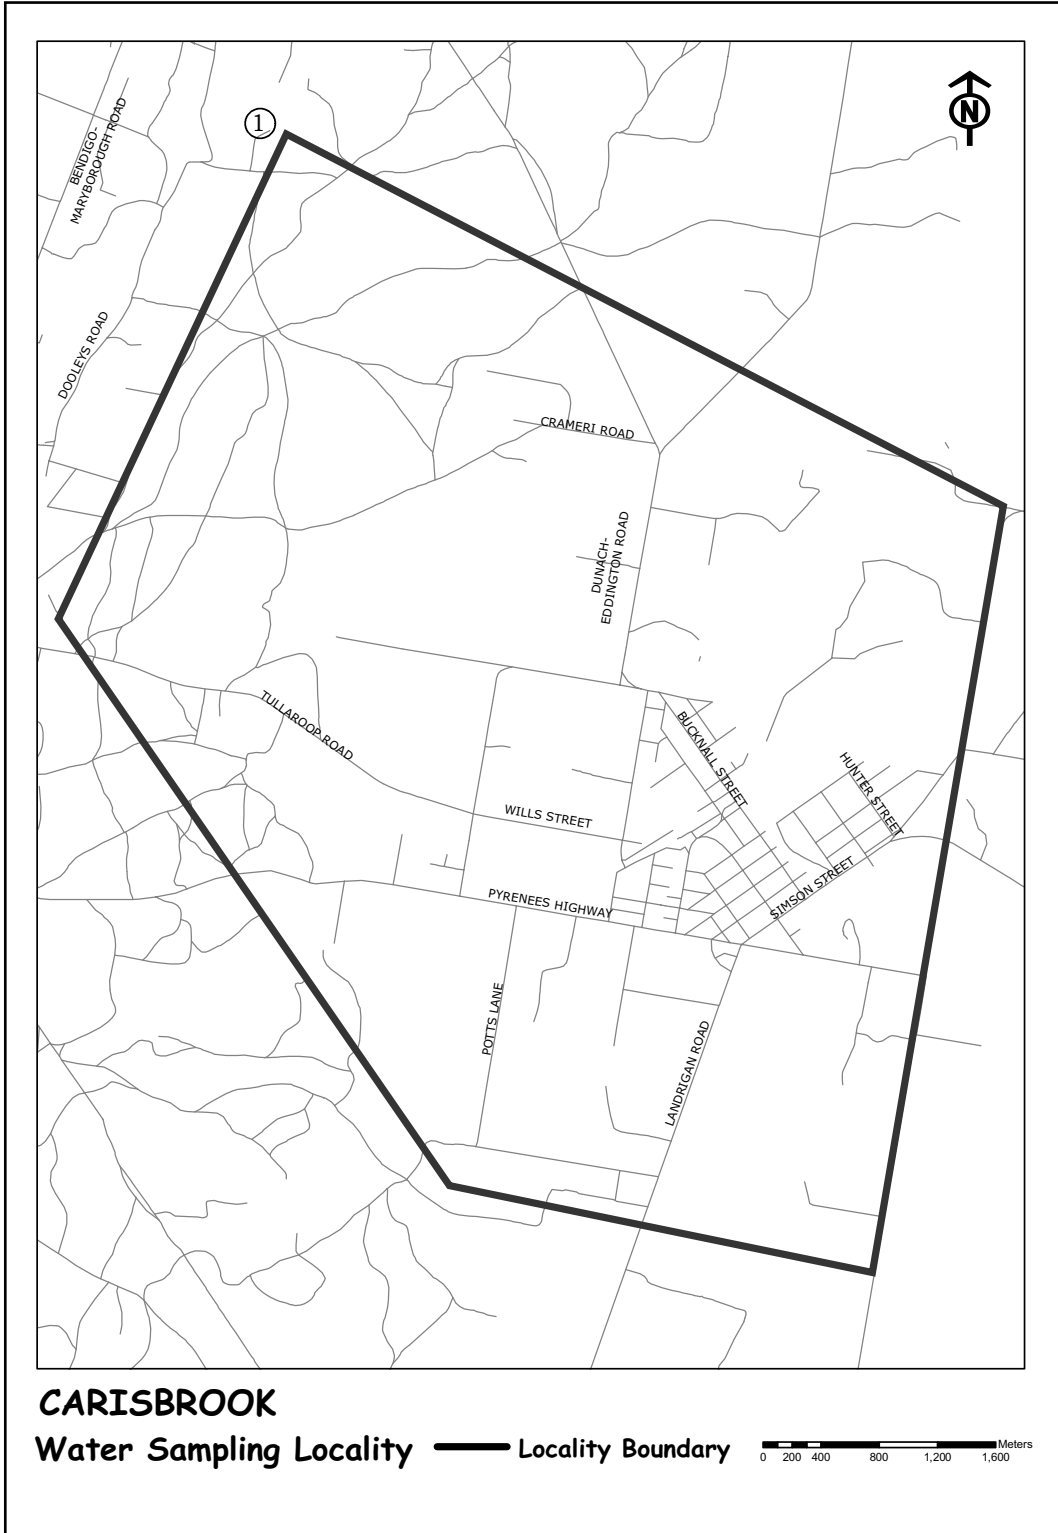 N
1
BENDIGO-
MARYBOROUGH ROAD
DOOLEYS ROAD
CRAMERI ROAD
DUNACH-
EDDINGTON ROAD
TULLAROOP ROAD
BUCKNALL STREET
HUNTER STREET
WILLS STREET
SIMSON STREET
PYRENEES HIGHWAY
POTTS LANE
LANDRIGAN ROAD
CARISBROOK
Water Sampling Locality
Locality Boundary
Meters
0 200 400 800 1,200 1,600